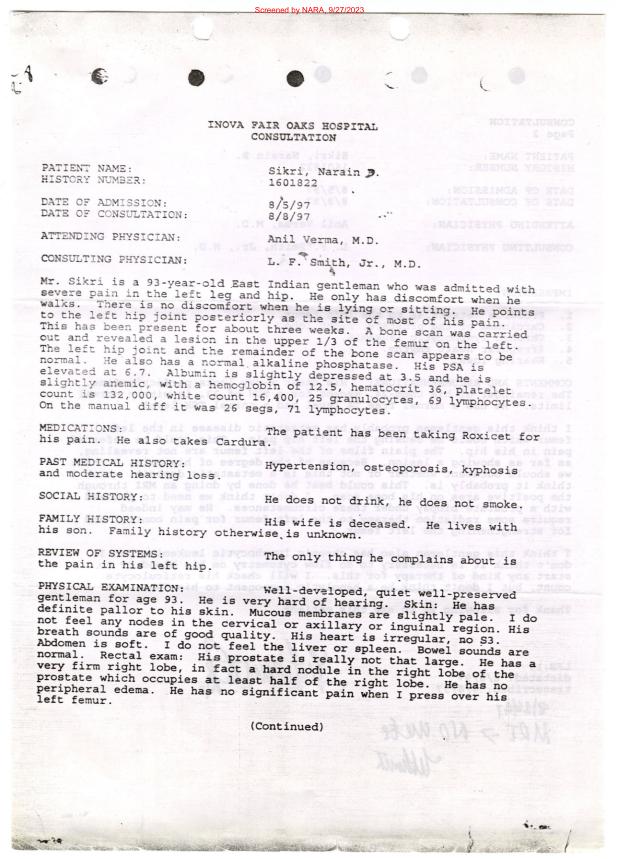 Screened by NARA, 9/27/2023
INOVA FAIR OAKS HOSPITAL
CONSULTATION
PATIENT NAME: Sikri, Narain D.
HISTORY NUMBER: 1601822
DATE OF ADMISSION: 8/5/97
DATE OF CONSULTATION: 8/8/97
ATTENDING PHYSICIAN: Anil Verma, M.D.
CONSULTING PHYSICIAN: L. F. Smith, Jr., M.D.
Mr. Sikri is a 93-year-old East Indian gentleman who was admitted with
severe pain in the left leg and hip. He only has discomfort when he
walks. There is no discomfort when he is lying or sitting. He points
to the left hip joint posteriorly as the site of most of his pain.
This has been present for about three weeks. A bone scan was carried
out and revealed a lesion in the upper 1/3 of the femur on the left.
The left hip joint and the remainder of the bone scan appears to be
normal. He also has a normal alkaline phosphatase. His PSA is
elevated at 6.7. Albumin is slightly depressed at 3.5 and he is
slightly anemic, with a hemoglobin of 12.5, hematocrit 36, platelet
count is 132,000, white count 16,400, 25 granulocytes, 69 lymphocytes.
On the manual diff it was 26 segs, 71 lymphocytes.
MEDICATIONS: The patient has been taking Roxicet for
his pain. He also takes Cardura.
PAST MEDICAL HISTORY: Hypertension, osteoporosis, kyphosis
and moderate hearing loss.
SOCIAL HISTORY: He does not drink, he does not smoke.
FAMILY HISTORY: His wife is deceased. He lives with
his son. Family history otherwise is unknown.
REVIEW OF SYSTEMS: The only thing he complains about is
the pain in his left hip.
PHYSICAL EXAMINATION: Well-developed, quiet well-preserved
gentleman for age 93. He is very hard of hearing. Skin: He has
definite pallor to his skin. Mucous membranes are slightly pale. I do
not feel any nodes in the cervical or axillary or inguinal region. His
breath sounds are of good quality. His heart is irregular, no S3.
Abdomen is soft. I do not feel the liver or spleen. Bowel sounds are
normal. Rectal exam: His prostate is really not that large. He has a
very firm right lobe, in fact a hard nodule in the right lobe of the
prostate which occupies at least half of the right lobe. He has no
peripheral edema. He has no significant pain when I press over his
left femur.
(Continued)